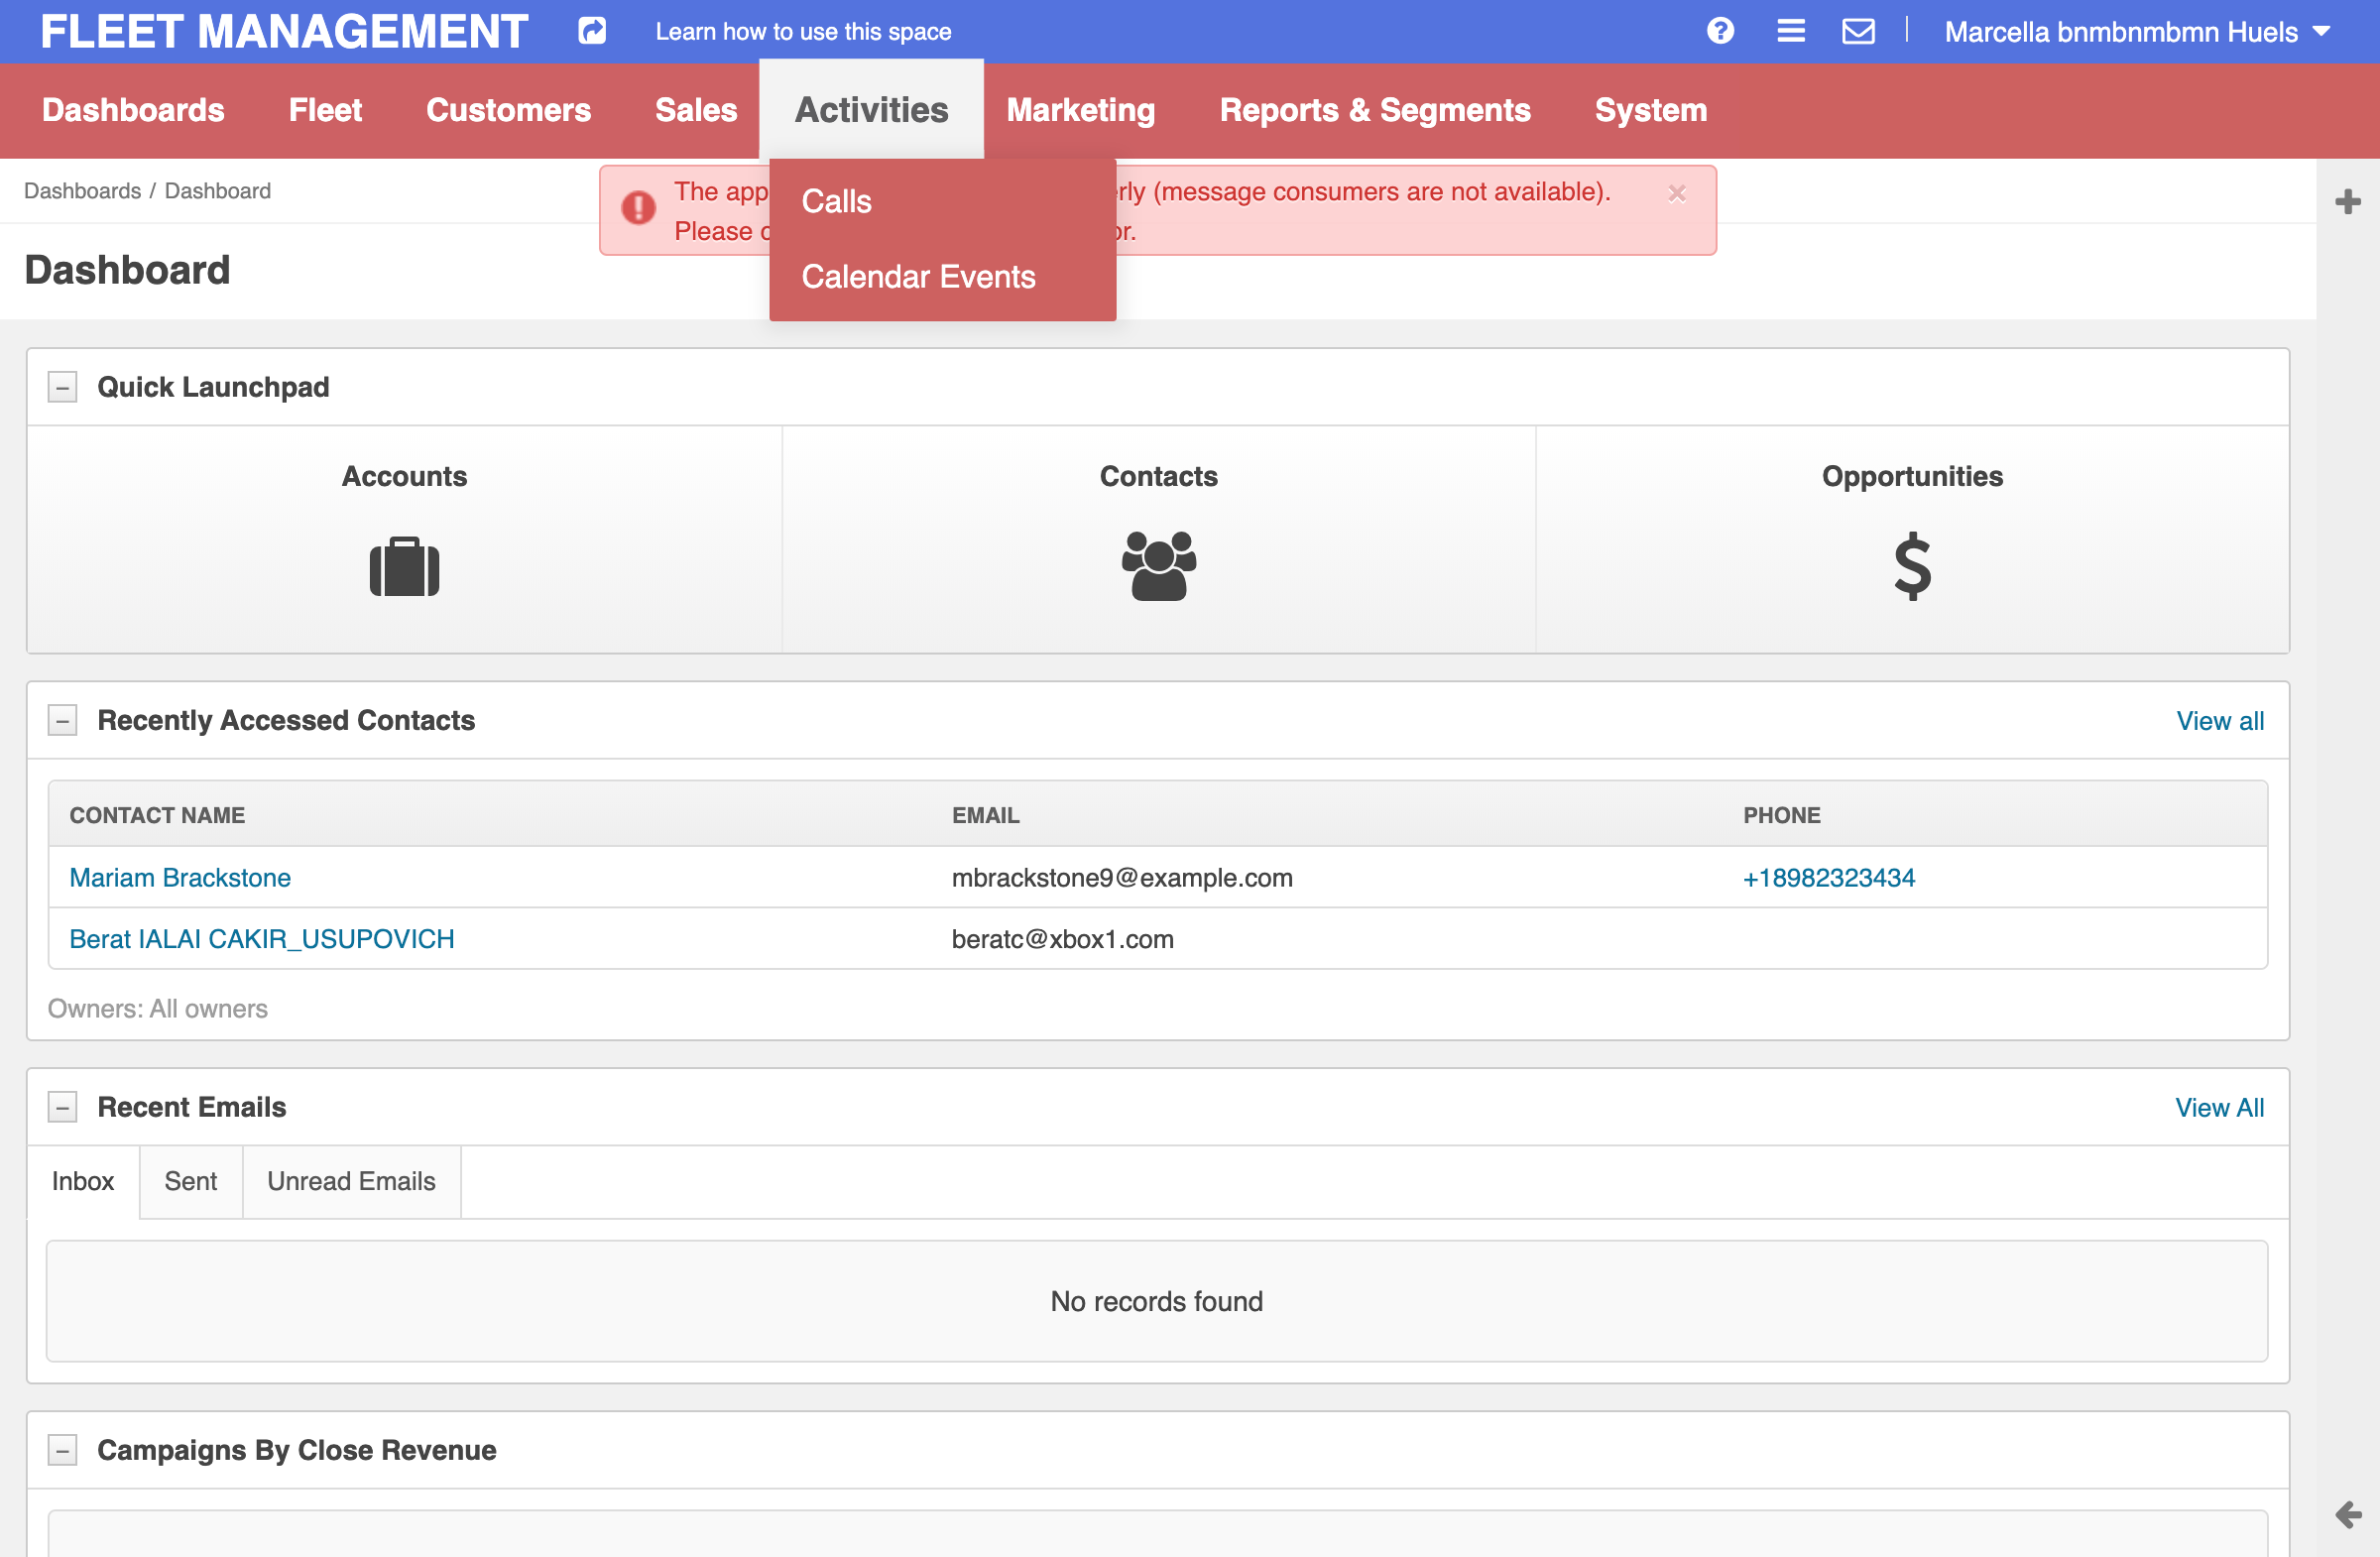 FLEET MANAGEMENT
Learn how to use this space
Marcella bnmbnmbmn Huels
Dashboards Fleet Customers Sales Activities Marketing Reports & Segments System
Calls
Calendar Events
Dashboards / Dashboard
The app
(message consumers are not available).
Please
Dashboard
Quick Launchpad
Accounts
Contacts
Opportunities
Recently Accessed Contacts
View all
CONTACT NAME EMAIL PHONE
Mariam Brackstone mbrackstone9@example.com +18982323434
Berat IALAI CAKIR_USUPOVICH beratc@xbox1.com
Owners: All owners
Recent Emails
View All
Inbox Sent Unread Emails
No records found
Campaigns By Close Revenue